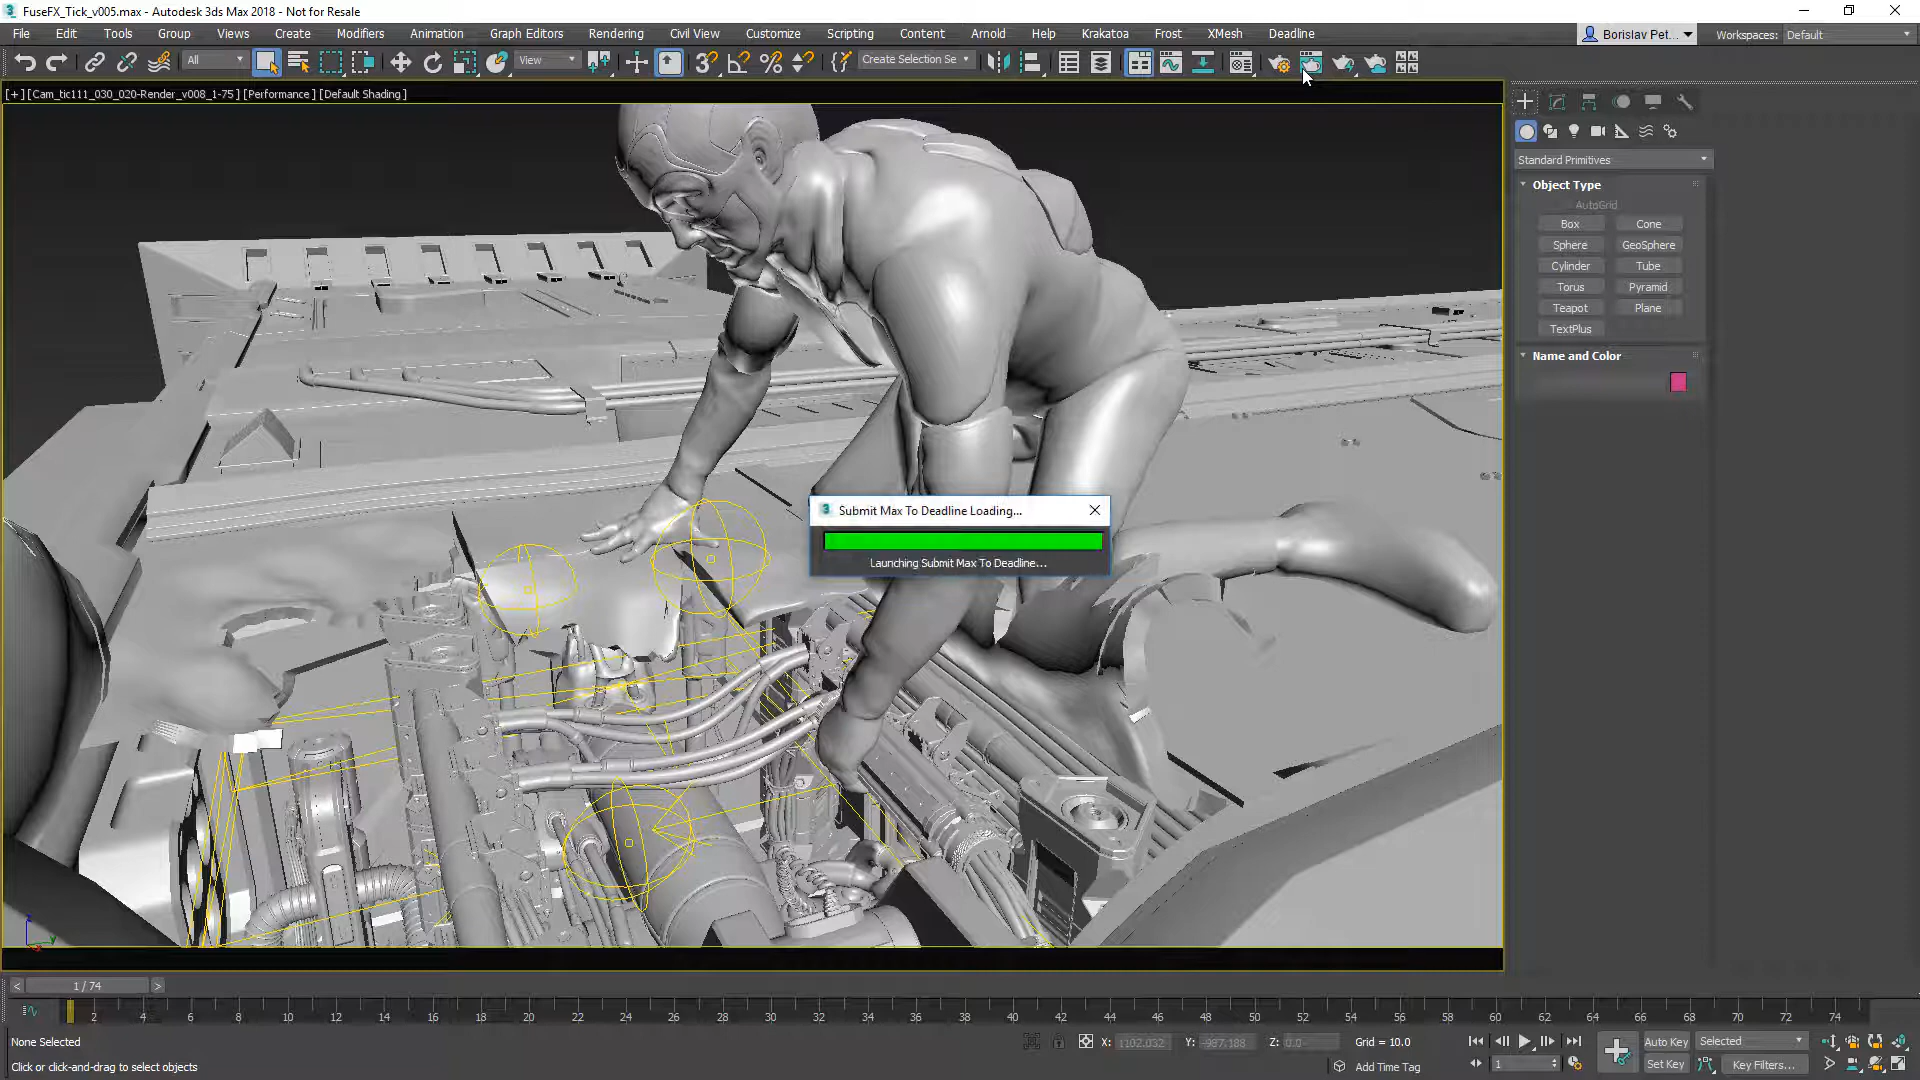 FuseFX_Tick_v005.max - Autodesk 3ds Max 2018 - Not for Resale
File Edit Tools Group Views Create Modifiers Animation Graph Editors Rendering Civil View Customize Scripting Content Arnold Help Krakatoa Frost XMesh Deadline Borislav Pet... Workspaces: Default
All View Create Selection Se
[+] [Cam_tic111_030_020-Render_v008_1-75] [Performance] [Default Shading]
Standard Primitives
Object Type
AutoGrid
Box Cone
Sphere GeoSphere
Cylinder Tube
Torus Pyramid
Teapot Plane
TextPlus
Name and Color
Submit Max To Deadline Loading...
Launching Submit Max To Deadline...
< 1 / 74 >
2 4 6 8 10 12 14 16 18 20 22 24 26 28 30 32 34 36 38 40 42 44 46 48 50 52 54 56 58 60 62 64 66 68 70 72 74
None Selected X: 1102.032 Y: -987.188 Z: 0.0 Grid = 10.0 Auto Key Selected
Click or click-and-drag to select objects Add Time Tag 1 Set Key Key Filters...